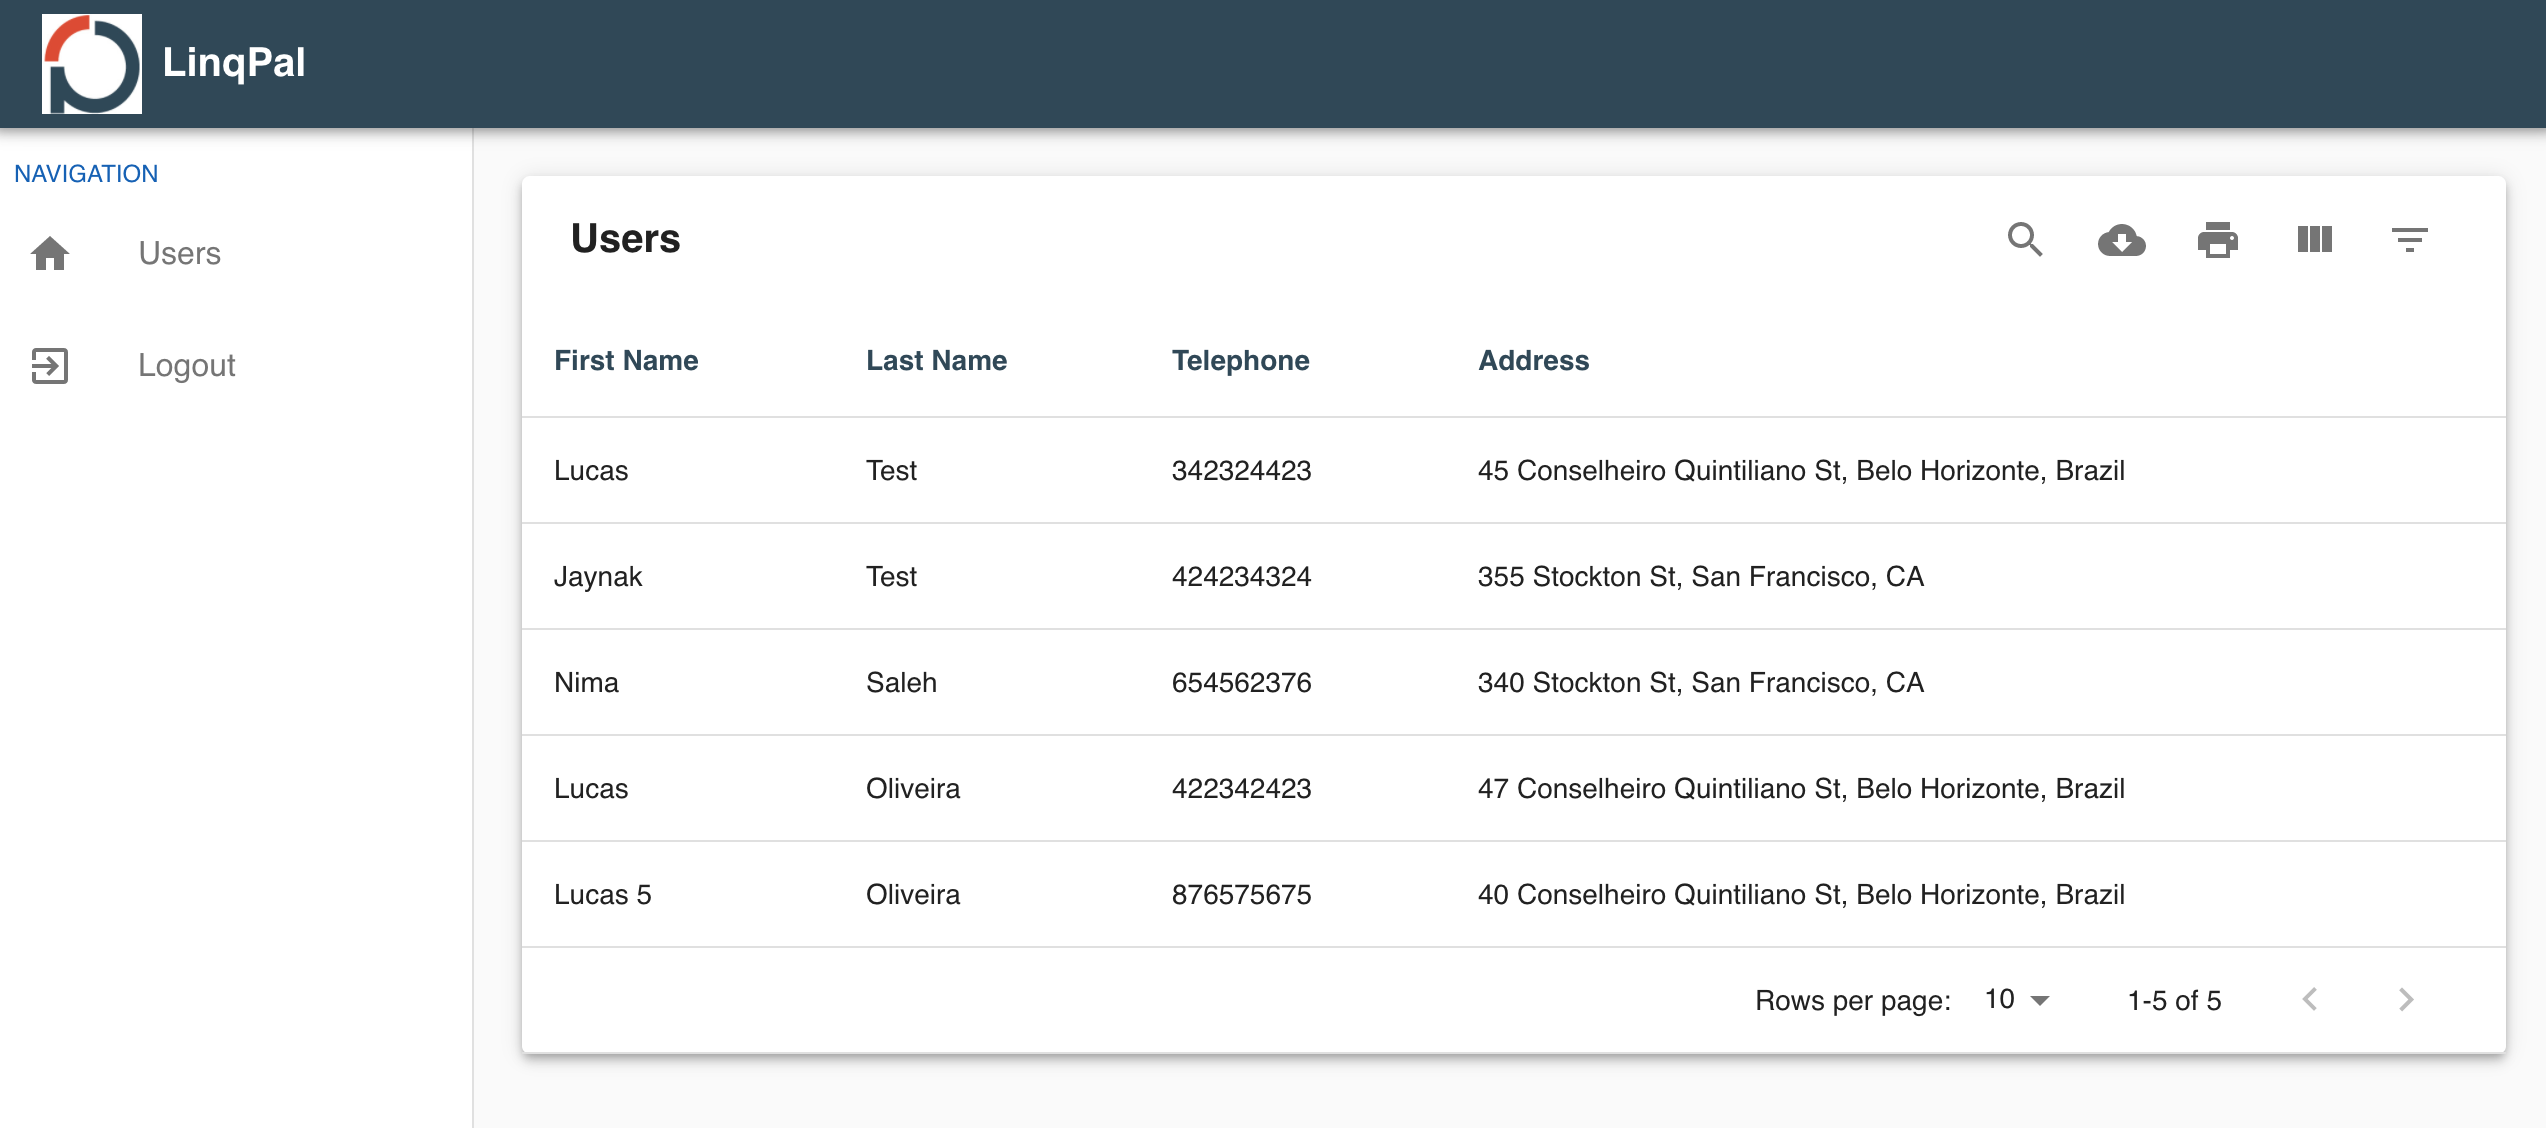 LinqPal
NAVIGATION
Users
Logout
Users
First Name Last Name Telephone Address
Lucas Test 342324423 45 Conselheiro Quintiliano St, Belo Horizonte, Brazil
Jaynak Test 424234324 355 Stockton St, San Francisco, CA
Nima Saleh 654562376 340 Stockton St, San Francisco, CA
Lucas Oliveira 422342423 47 Conselheiro Quintiliano St, Belo Horizonte, Brazil
Lucas 5 Oliveira 876575675 40 Conselheiro Quintiliano St, Belo Horizonte, Brazil
Rows per page: 10 1-5 of 5